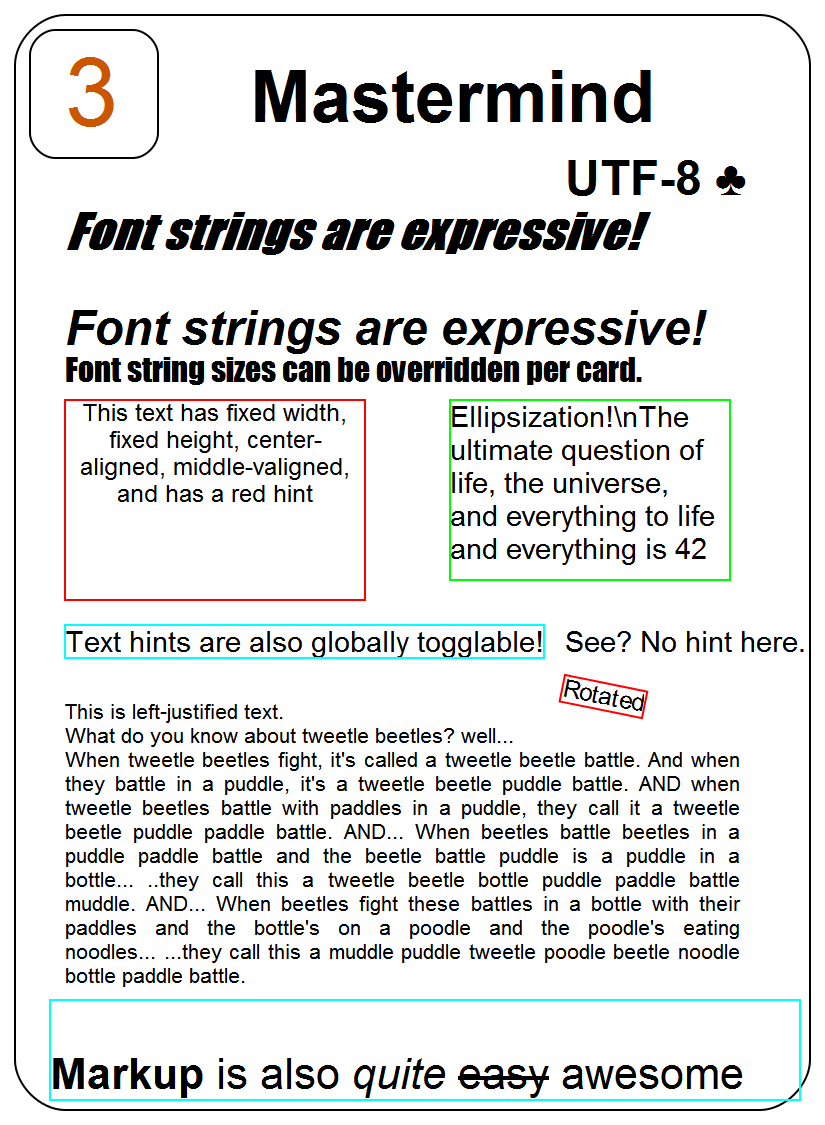 3
Mastermind
UTF-8 ♣
Font strings are expressive!
Font strings are expressive!
Font string sizes can be overridden per card.
This text has fixed width,
fixed height, center-
aligned, middle-valigned,
and has a red hint
Ellipsization!\nThe
ultimate question of
life, the universe,
and everything to life
and everything is 42
Text hints are also globally togglable!
See? No hint here.
Rotated
This is left-justified text.
What do you know about tweetle beetles? well...
When tweetle beetles fight, it's called a tweetle beetle battle. And when
they battle in a puddle, it's a tweetle beetle puddle battle. AND when
tweetle beetles battle with paddles in a puddle, they call it a tweetle
beetle puddle paddle battle. AND... When beetles battle beetles in a
puddle paddle battle and the beetle battle puddle is a puddle in a
bottle... ..they call this a tweetle beetle bottle puddle paddle battle
muddle. AND... When beetles fight these battles in a bottle with their
paddles and the bottle's on a poodle and the poodle's eating
noodles... ...they call this a muddle puddle tweetle poodle beetle noodle
bottle paddle battle.
Markup is also quite easy awesome